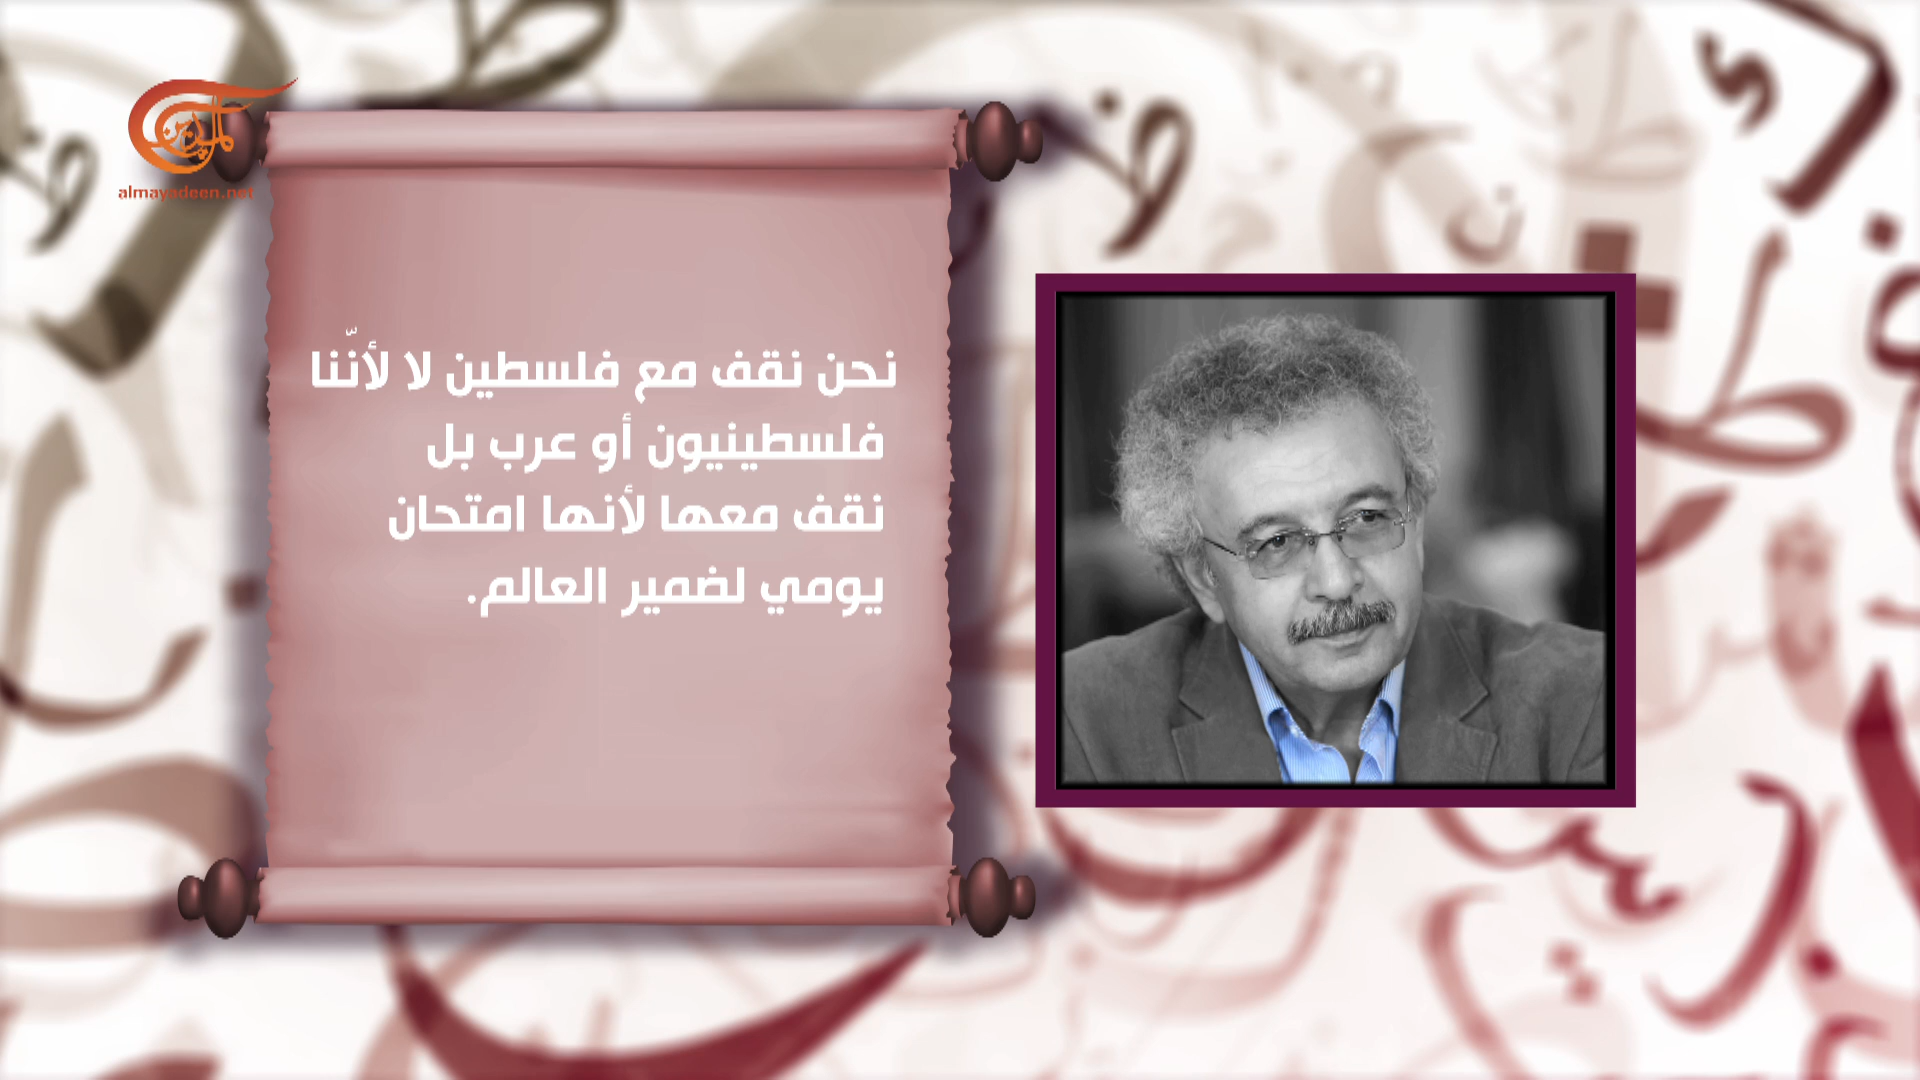 الميادين
almayadeen.net
نحن نقف مع فلسطين لا لأنّنا
فلسطينيون أو عرب بل
نقف معها لأنها امتحان
يومي لضمير العالم.